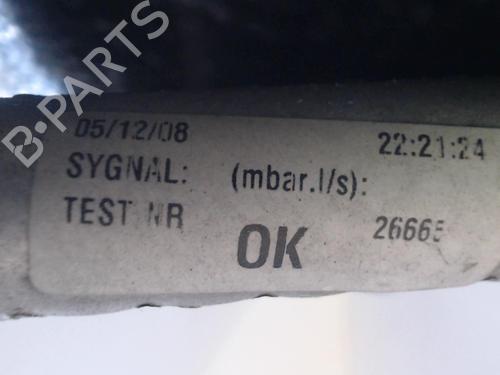 B-PARTS
05/12/08 22:21:24
SYGNAL: (mbar.l/s):
TEST NR 26665
OK